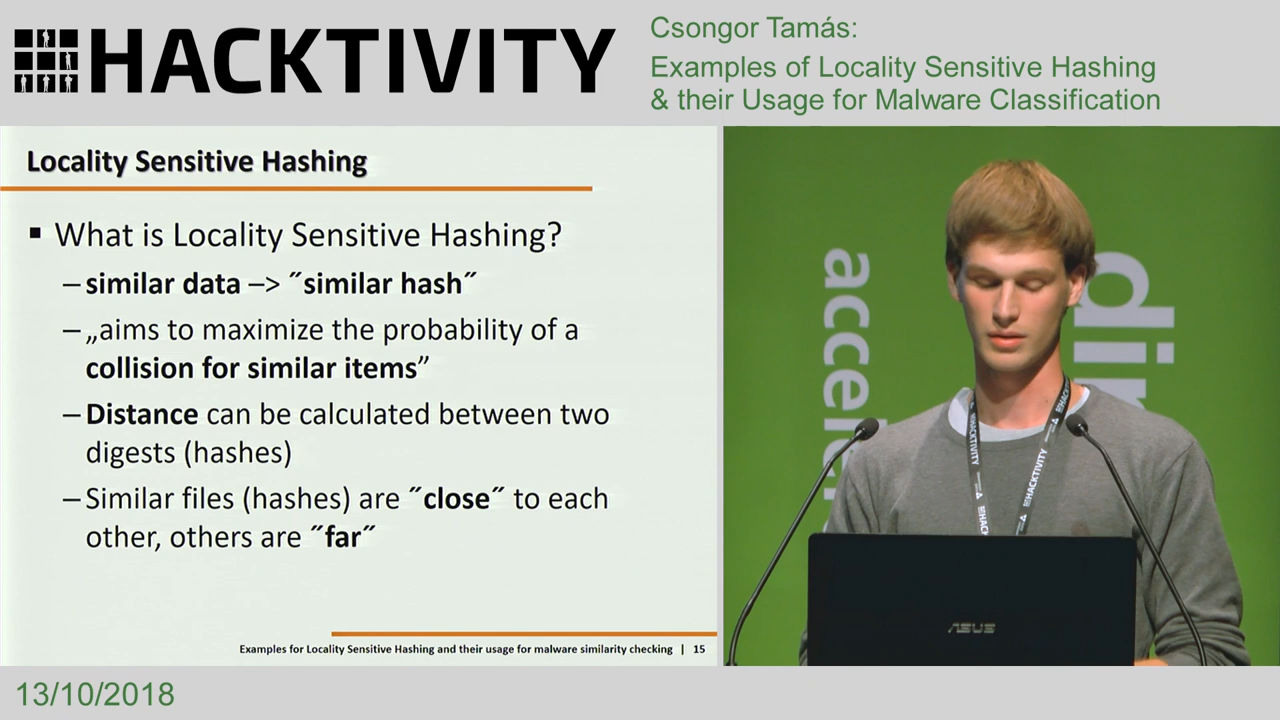 HACKTIVITY
Csongor Tamás:
Examples of Locality Sensitive Hashing
& their Usage for Malware Classification
Locality Sensitive Hashing
▪ What is Locality Sensitive Hashing?
– similar data –> ˝similar hash˝
– „aims to maximize the probability of a
collision for similar items”
– Distance can be calculated between two
digests (hashes)
– Similar files (hashes) are ˝close˝ to each
other, others are ˝far˝
Examples for Locality Sensitive Hashing and their usage for malware similarity checking | 15
HACKTIVITY
HACKTIVITY
ASUS
13/10/2018